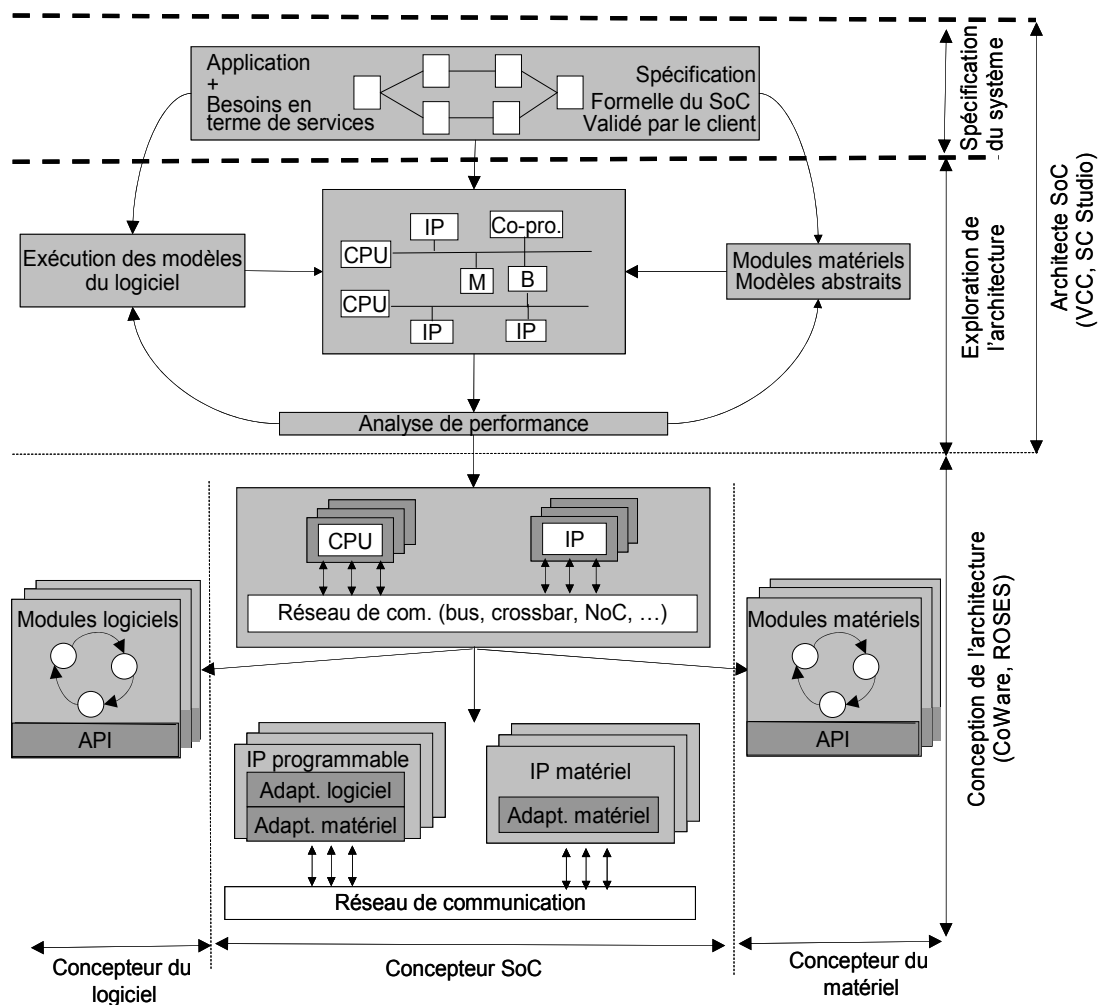 Application
+
Besoins en
terme de services
Spécification
Formelle du SoC
Validé par le client
Spécification
du système
Exécution des modèles
du logiciel
IP
Co-pro.
CPU
M
B
CPU
IP
IP
Modules matériels
Modèles abstraits
Exploration de
l'architecture
Architecte SoC
(VCC, SC Studio)
Analyse de performance
CPU
IP
Réseau de com. (bus, crossbar, NoC, …)
Modules logiciels
API
Modules matériels
API
IP programmable
Adapt. logiciel
Adapt. matériel
IP matériel
Adapt. matériel
Réseau de communication
Conception de l'architecture
(CoWare, ROSES)
Concepteur du
logiciel
Concepteur SoC
Concepteur du
matériel